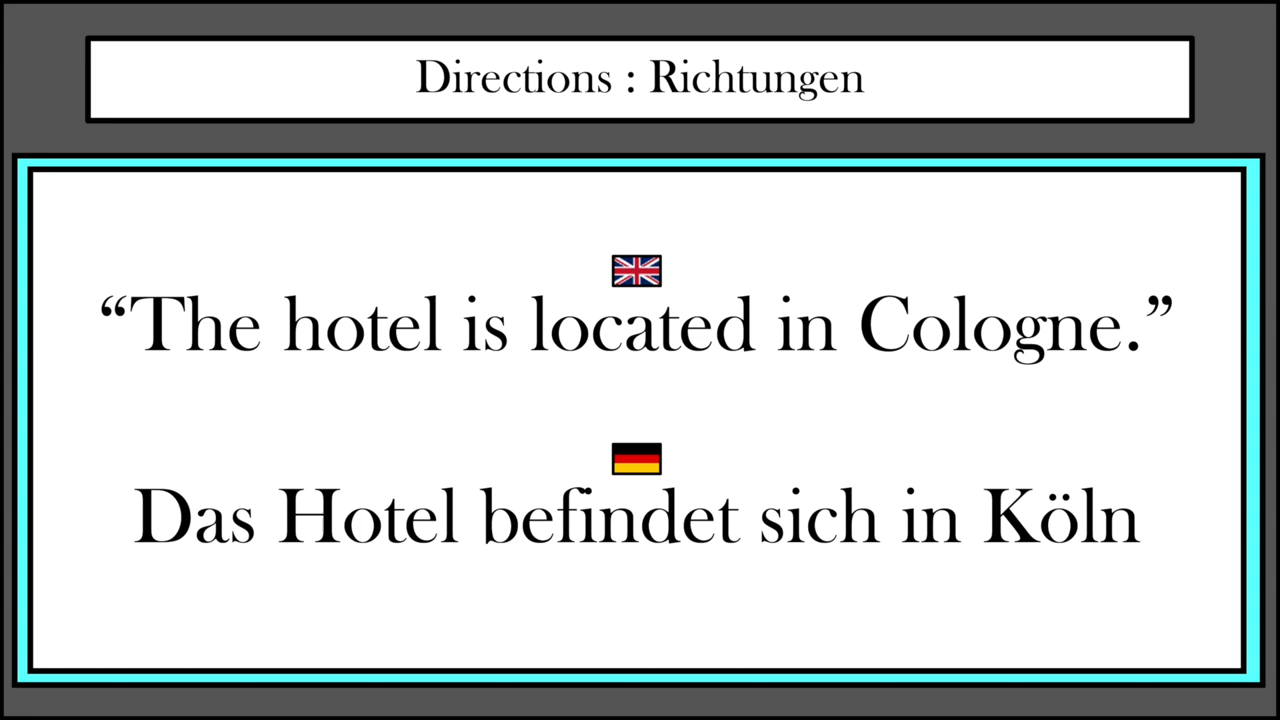 Directions : Richtungen
“The hotel is located in Cologne.”
Das Hotel befindet sich in Köln